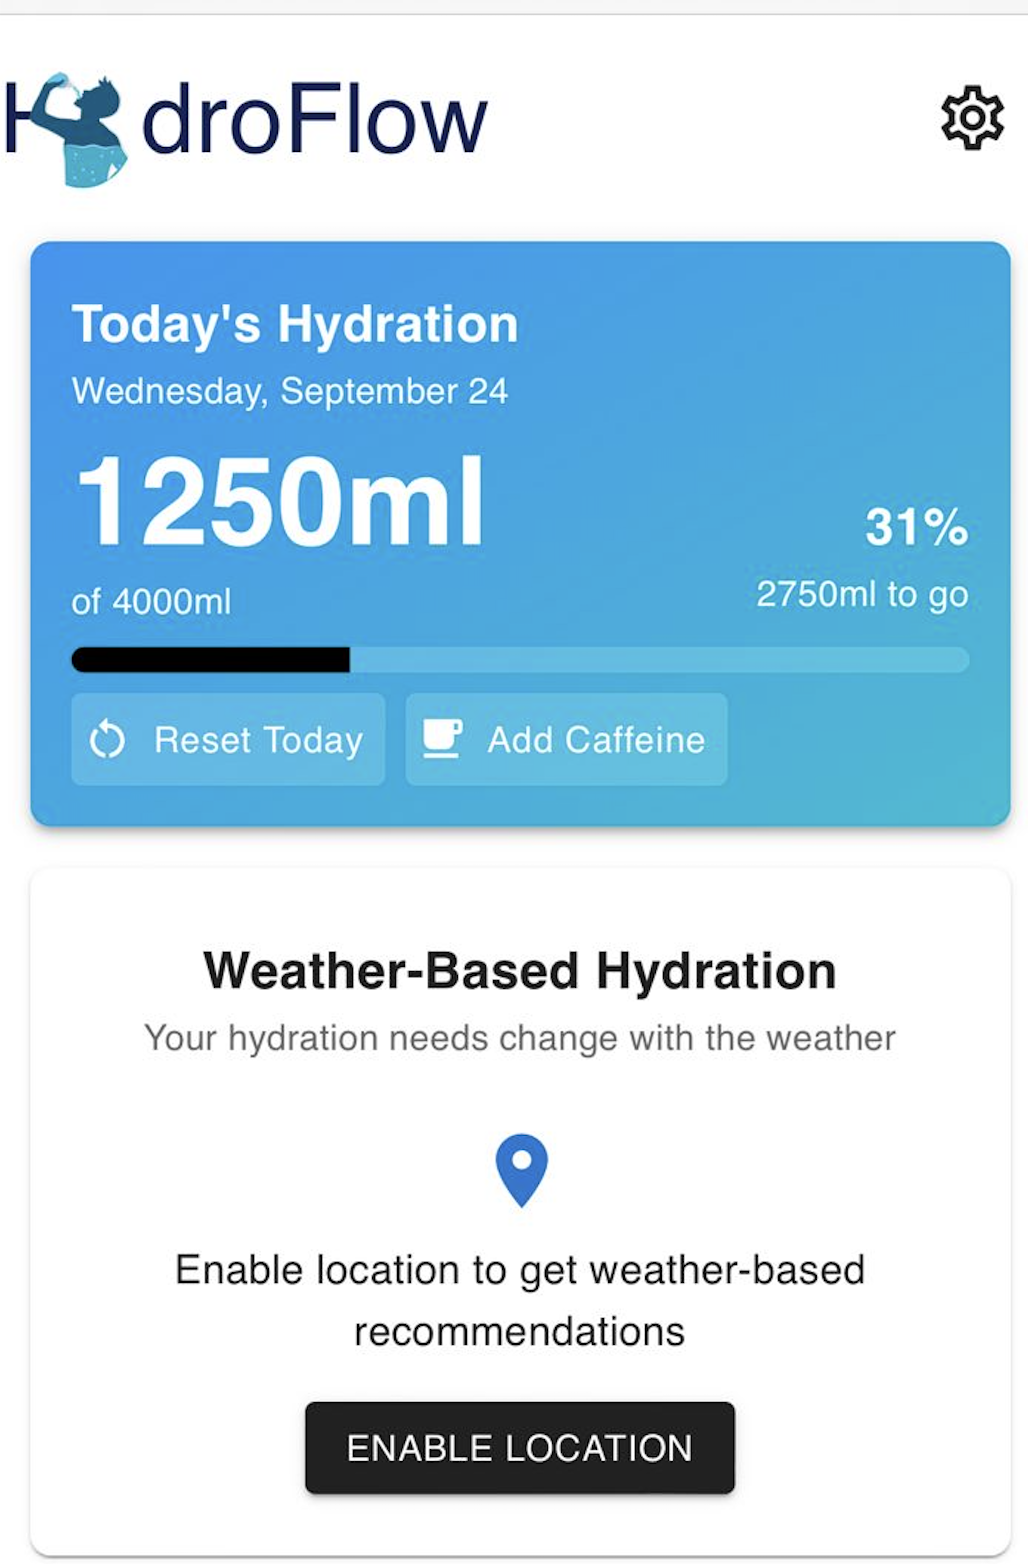 HydroFlow
Today's Hydration
Wednesday, September 24
1250ml
31%
of 4000ml
2750ml to go
Reset Today
Add Caffeine
Weather-Based Hydration
Your hydration needs change with the weather
Enable location to get weather-based
recommendations
ENABLE LOCATION